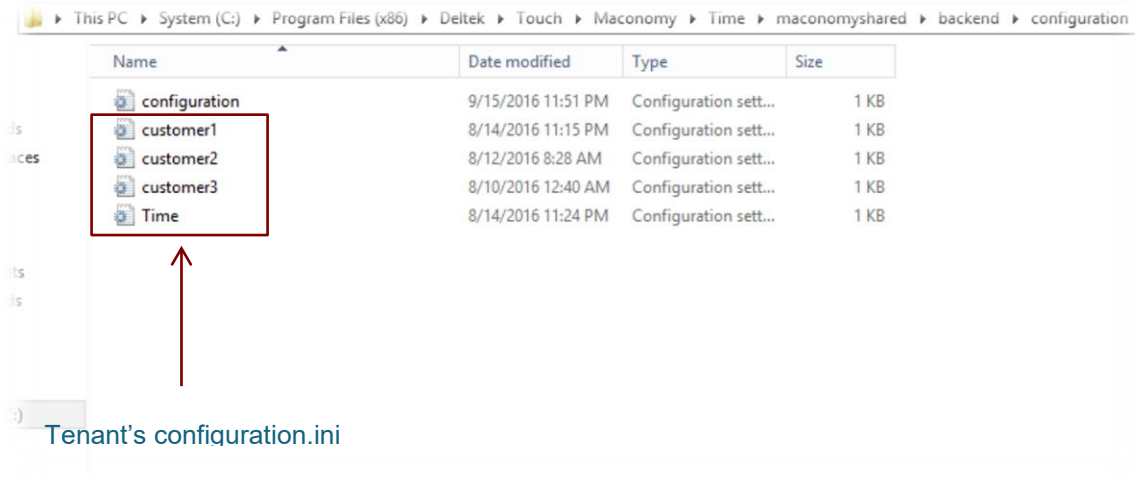 This PC System (C:) Program Files (x86) Deltek Touch Maconomy Time maconomyshared backend configuration
Name Date modified Type Size
configuration 9/15/2016 11:51 PM Configuration sett... 1 KB
customer1 8/14/2016 11:15 PM Configuration sett... 1 KB
customer2 8/12/2016 8:28 AM Configuration sett... 1 KB
customer3 8/10/2016 12:40 AM Configuration sett... 1 KB
Time 8/14/2016 11:24 PM Configuration sett... 1 KB
Tenant’s configuration.ini